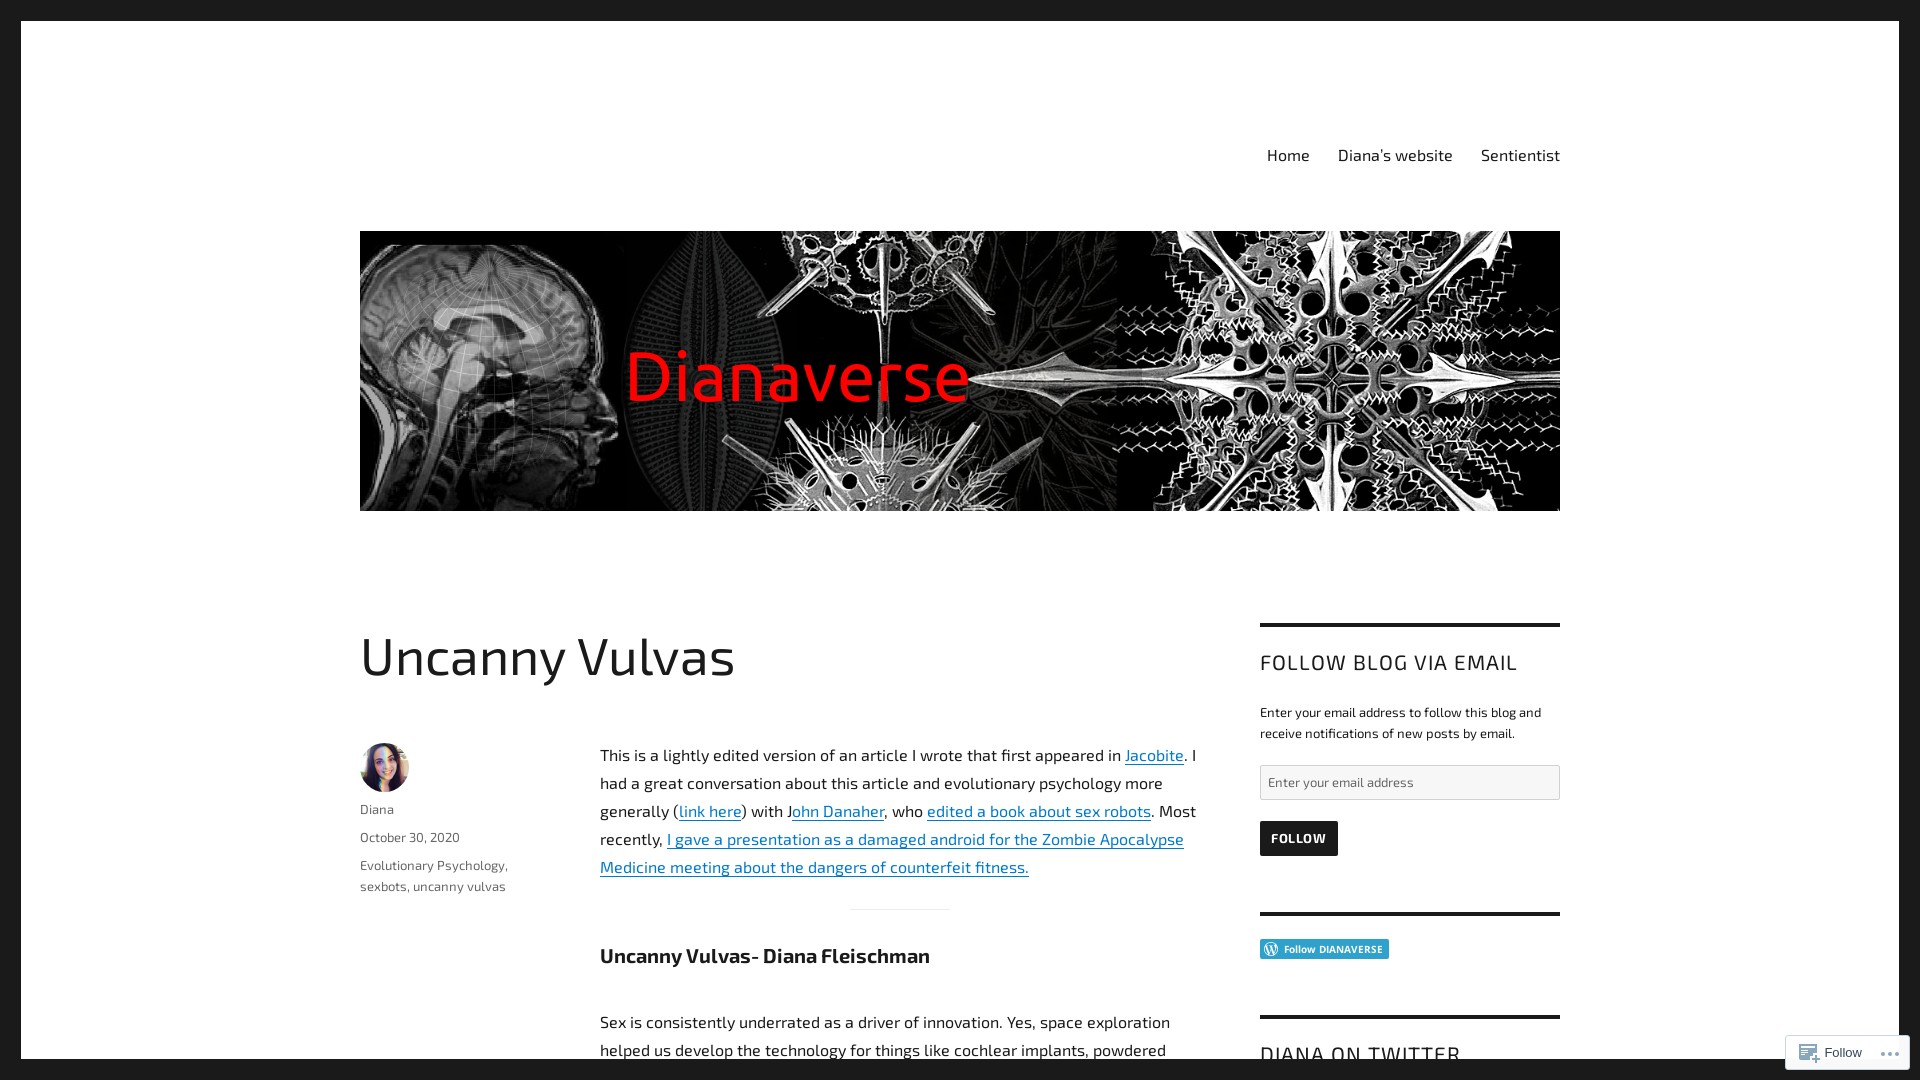 Home Diana's website Sentientist
Dianaverse
Uncanny Vulvas
Diana
October 30, 2020
Evolutionary Psychology,
sexbots, uncanny vulvas
This is a lightly edited version of an article I wrote that first appeared in Jacobite. I
had a great conversation about this article and evolutionary psychology more
generally (link here) with John Danaher, who edited a book about sex robots. Most
recently, I gave a presentation as a damaged android for the Zombie Apocalypse
Medicine meeting about the dangers of counterfeit fitness.
Uncanny Vulvas- Diana Fleischman
Sex is consistently underrated as a driver of innovation. Yes, space exploration
helped us develop the technology for things like cochlear implants, powdered
FOLLOW BLOG VIA EMAIL
Enter your email address to follow this blog and
receive notifications of new posts by email.
Enter your email address
FOLLOW
Follow DIANAVERSE
DIANA ON TWITTER
Follow